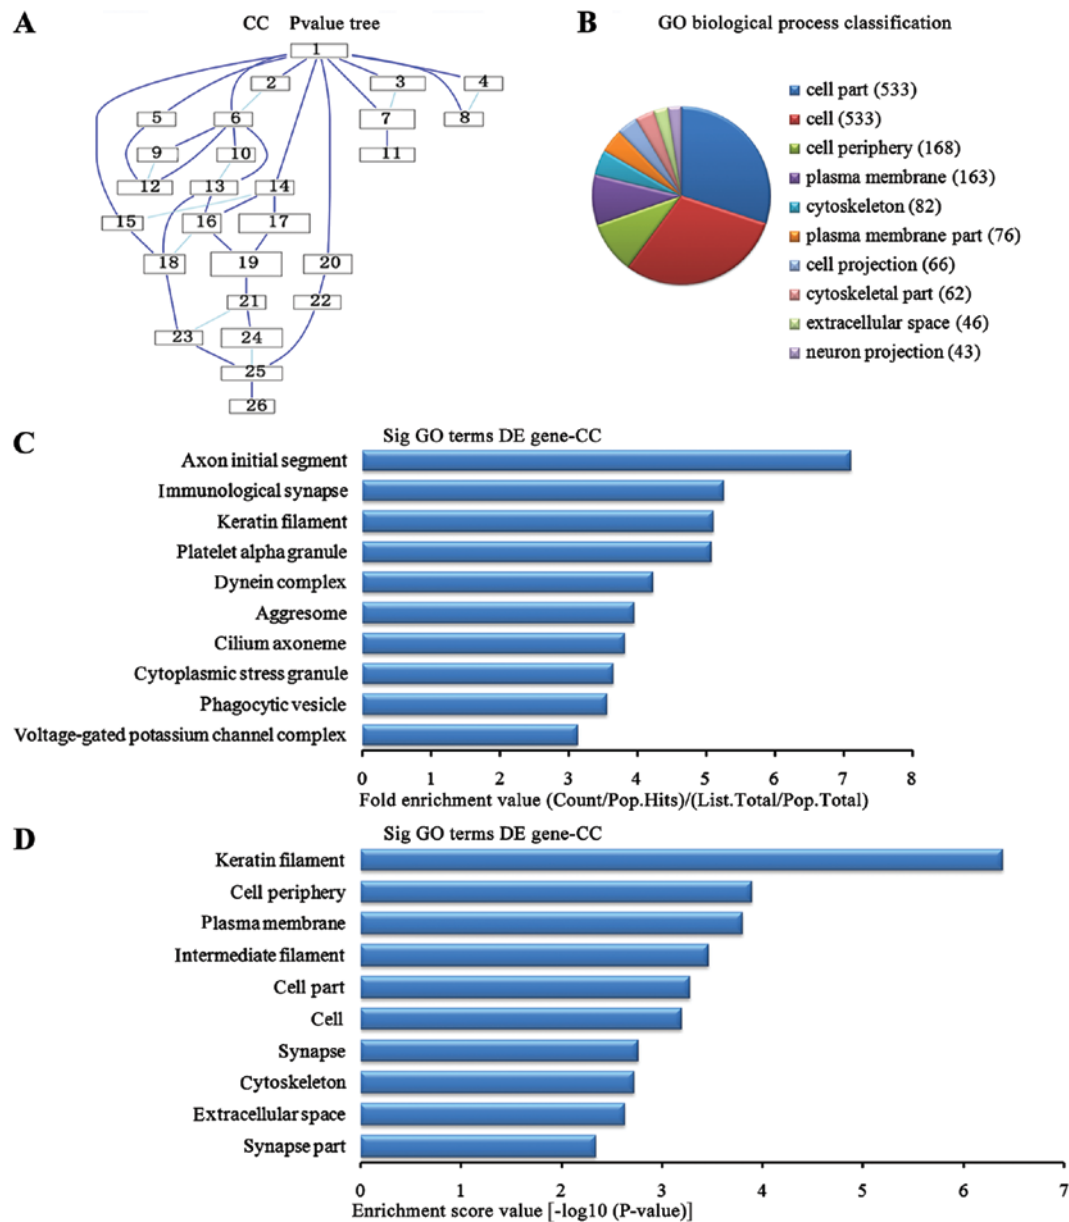 A
CC Pvalue tree
1
2
3
4
5
6
7
8
9
10
11
12
13
14
15
16
17
18
19
20
21
22
23
24
25
26
B
GO biological process classification
cell part (533)
cell (533)
cell periphery (168)
plasma membrane (163)
cytoskeleton (82)
plasma membrane part (76)
cell projection (66)
cytoskeletal part (62)
extracellular space (46)
neuron projection (43)
C
Sig GO terms DE gene-CC
Axon initial segment
Immunological synapse
Keratin filament
Platelet alpha granule
Dynein complex
Aggresome
Cilium axoneme
Cytoplasmic stress granule
Phagocytic vesicle
Voltage-gated potassium channel complex
0 1 2 3 4 5 6 7 8
Fold enrichment value (Count/Pop.Hits)/(List.Total/Pop.Total)
D
Sig GO terms DE gene-CC
Keratin filament
Cell periphery
Plasma membrane
Intermediate filament
Cell part
Cell
Synapse
Cytoskeleton
Extracellular space
Synapse part
0 1 2 3 4 5 6 7
Enrichment score value [-log10 (P-value)]